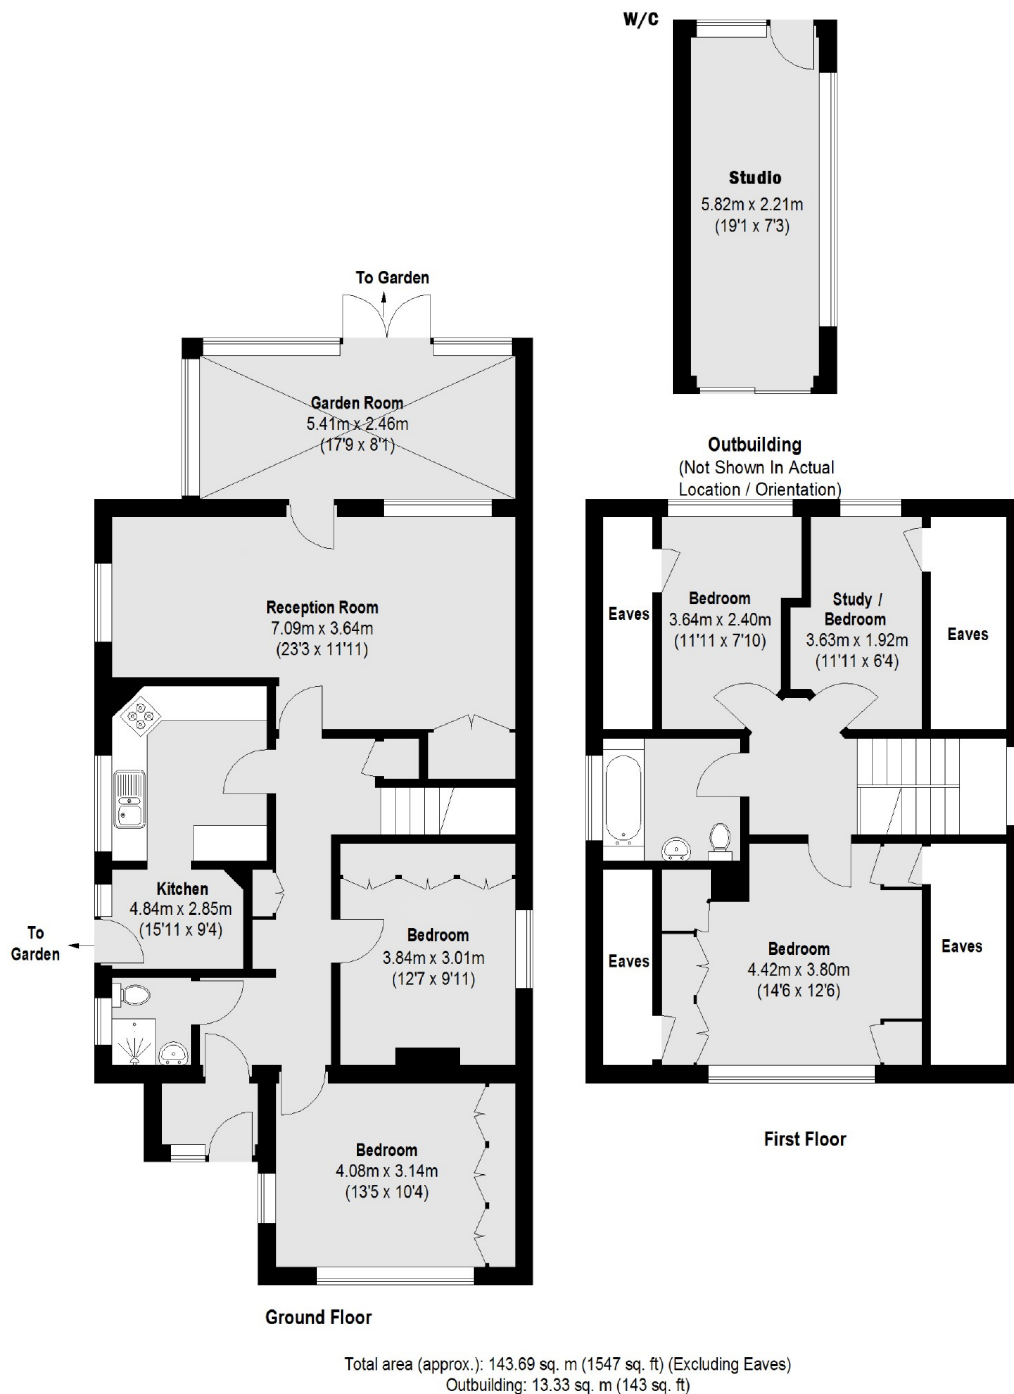 W/C
Studio
5.82m x 2.21m
(19'1 x 7'3)
To Garden
Garden Room
5.41m x 2.46m
(17'9 x 8'1)
Outbuilding
(Not Shown In Actual
Location / Orientation)
Reception Room
7.09m x 3.64m
(23'3 x 11'11)
Eaves
Bedroom
3.64m x 2.40m
(11'11 x 7'10)
Study /
Bedroom
3.63m x 1.92m
(11'11 x 6'4)
Eaves
Kitchen
4.84m x 2.85m
(15'11 x 9'4)
To
Garden
Bedroom
3.84m x 3.01m
(12'7 x 9'11)
Eaves
Bedroom
4.42m x 3.80m
(14'6 x 12'6)
Eaves
Bedroom
4.08m x 3.14m
(13'5 x 10'4)
First Floor
Ground Floor
Total area (approx.): 143.69 sq. m (1547 sq. ft) (Excluding Eaves)
Outbuilding: 13.33 sq. m (143 sq. ft)